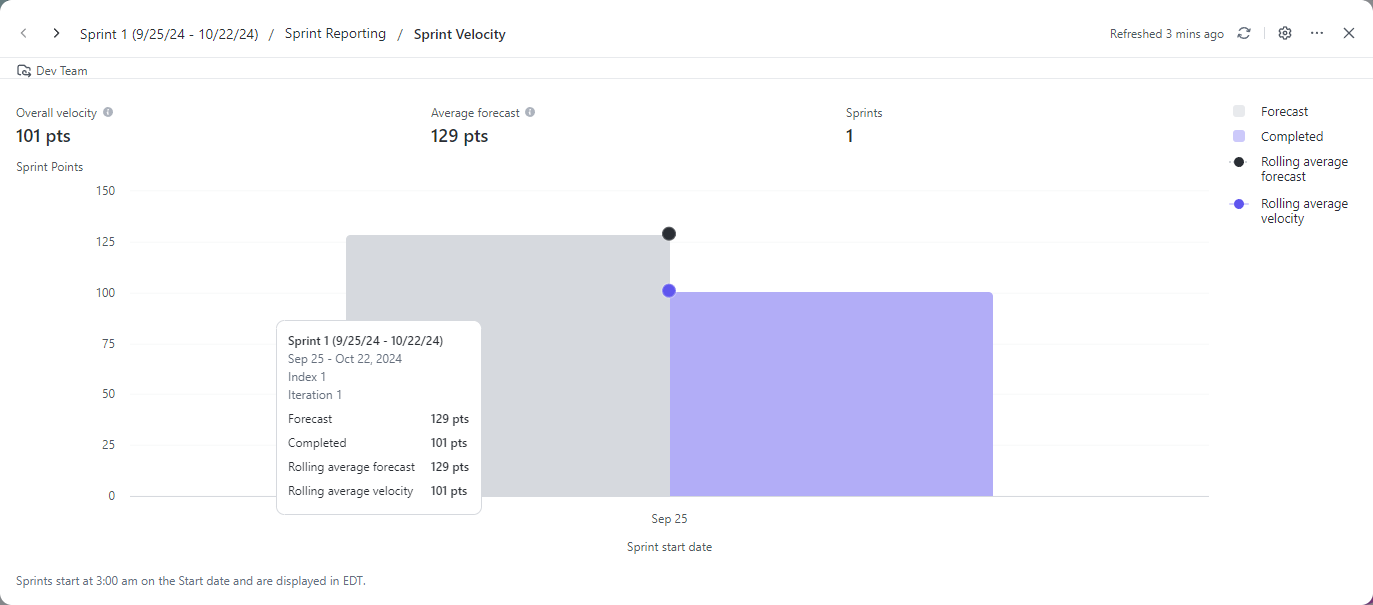 Sprint 1 (9/25/24 - 10/22/24) / Sprint Reporting / Sprint Velocity
Refreshed 3 mins ago
Dev Team
Overall velocity
101 pts
Average forecast
129 pts
Sprints
1
Forecast
Completed
Rolling average
forecast
Rolling average
velocity
Sprint Points
150
125
100
75
50
25
0
Sprint 1 (9/25/24 - 10/22/24)
Sep 25 - Oct 22, 2024
Index 1
Iteration 1
Forecast 129 pts
Completed 101 pts
Rolling average forecast 129 pts
Rolling average velocity 101 pts
Sep 25
Sprint start date
Sprints start at 3:00 am on the Start date and are displayed in EDT.